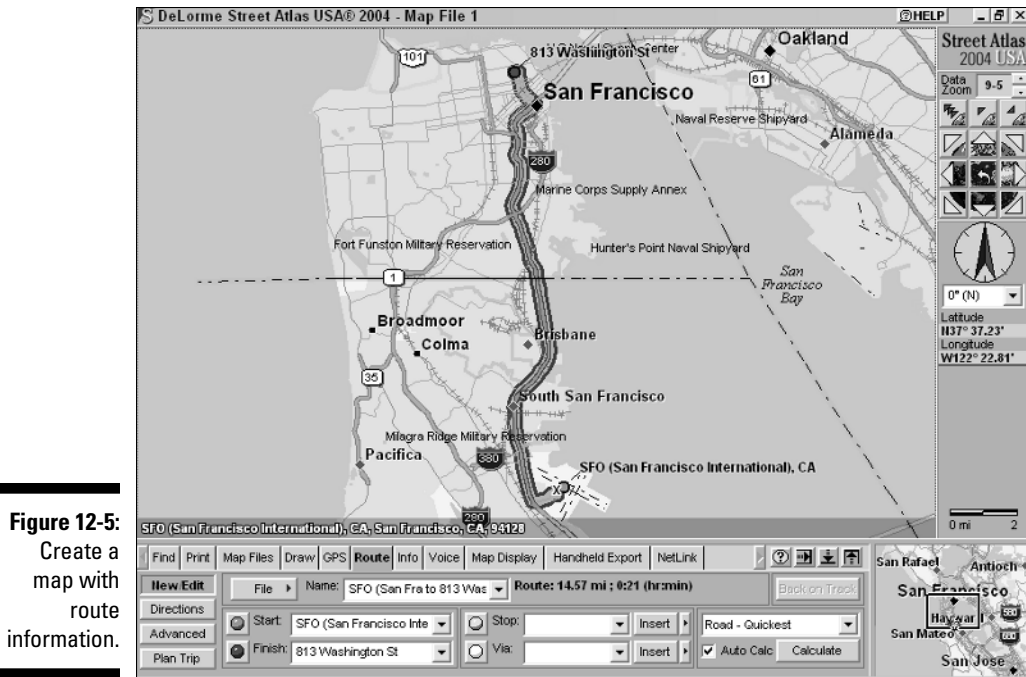 DeLorme Street Atlas USA® 2004 - Map File 1
HELP
Street Atlas
2004 USA
Data
Zoom
9-5
101
813 Washington St
enter
Oakland
61
San Francisco
Naval Reserve Shipyard
Alameda
280
Marine Corps Supply Annex
Fort Funston Military Reservation
Hunter's Point Naval Shipyard
1
San
Francisco
Bay
0° (N)
Latitude
N37° 37.23'
Longitude
W122° 22.81'
Broadmoor
Brisbane
Colma
35
South San Francisco
Milagra Ridge Military Reservation
Pacifica
380
SFO (San Francisco International), CA
280
SFO (San Francisco International), CA, San Francisco, CA, 94128
0 mi
2
Figure 12-5:
Create a
map with
route
information.
Find
Print
Map Files
Draw
GPS
Route
Info
Voice
Map Display
Handheld Export
NetLink
New/Edit
File
Name:
SFO (San Fra to 813 Was
Route: 14.57 mi ; 0:21 (hr:min)
Back on Track
Directions
Start:
SFO (San Francisco Inte
Stop:
Insert
Road - Quickest
Advanced
Finish:
813 Washington St
Via:
Insert
Auto Calc
Calculate
Plan Trip
San Rafael
Antioch
San Francisco
Haywar
San Mateo
San Jose